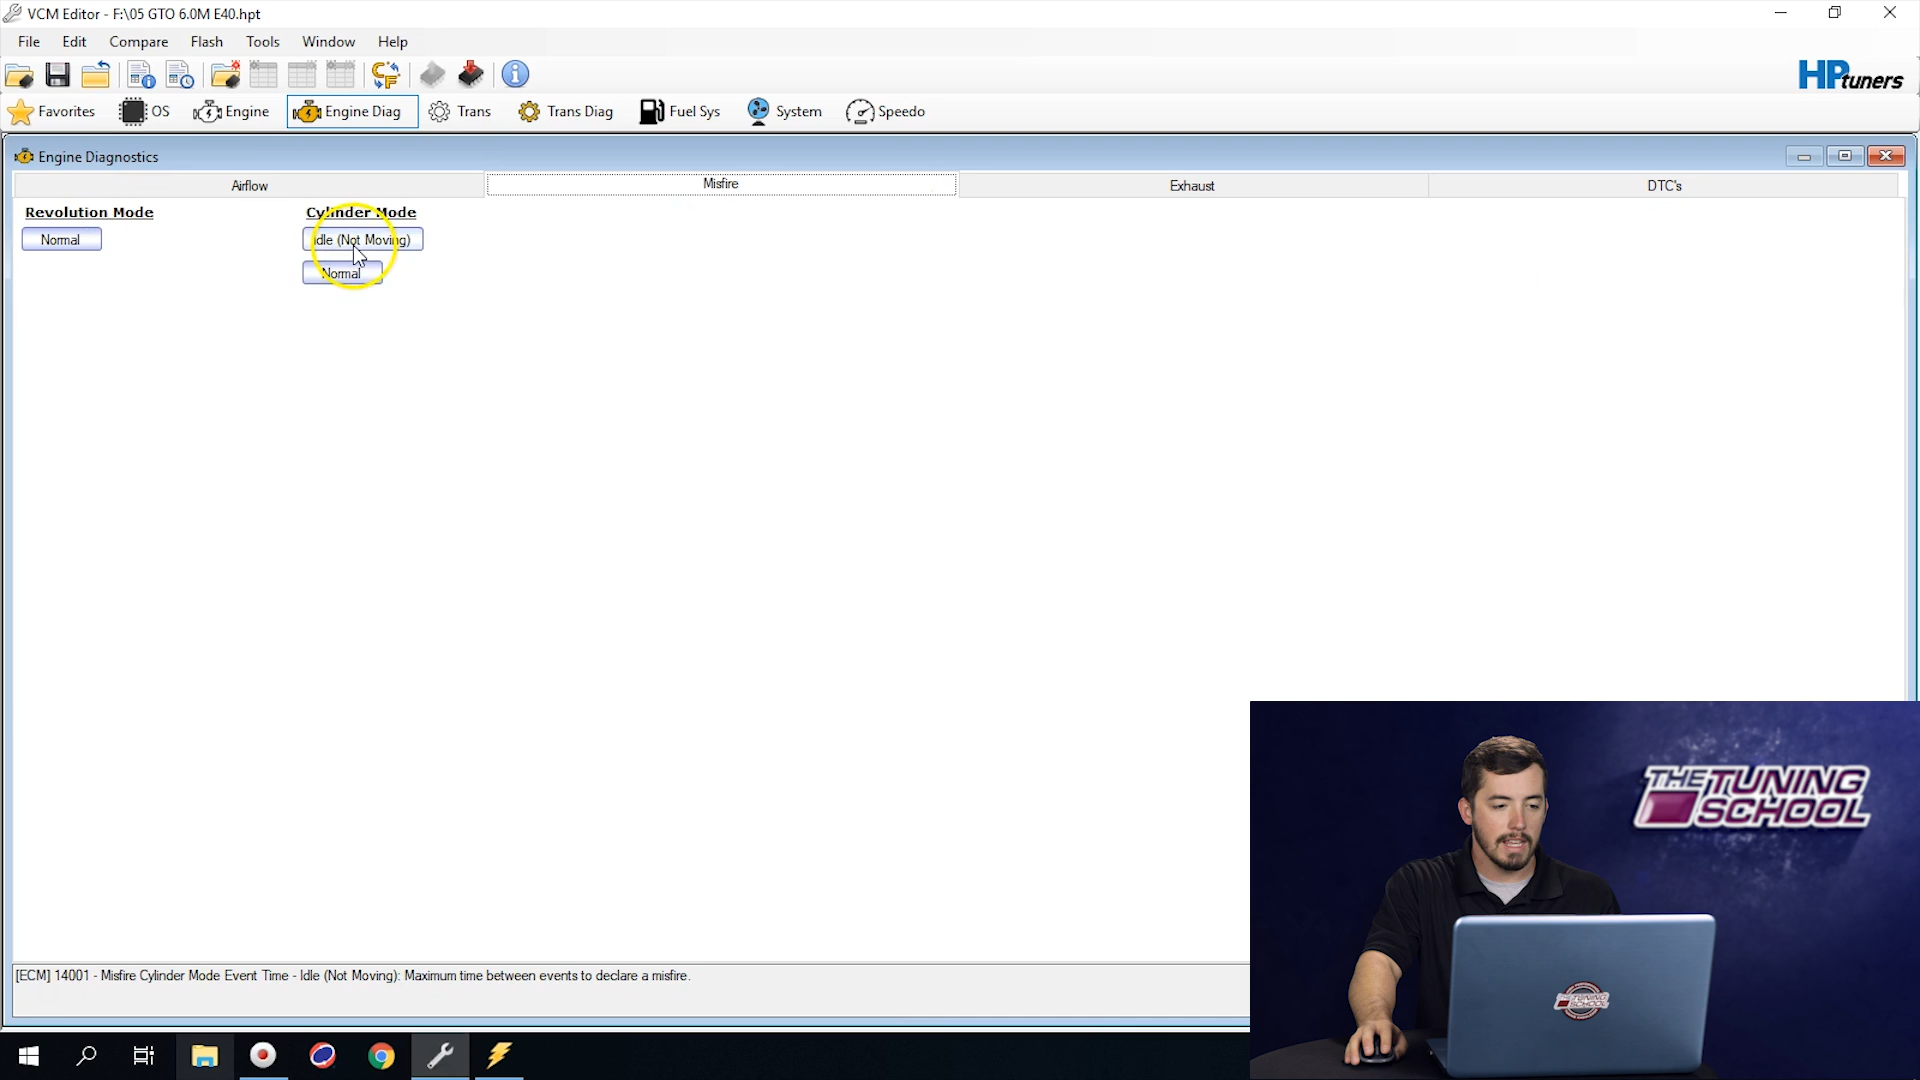 VCM Editor - F:\05 GTO 6.0M E40.hpt
File Edit Compare Flash Tools Window Help
HPtuners
Favorites OS Engine Engine Diag Trans Trans Diag Fuel Sys System Speedo
Engine Diagnostics
Airflow Misfire Exhaust DTC's
Revolution Mode Cylinder Mode
Normal Idle (Not Moving)
Normal
THE TUNING SCHOOL
[ECM] 14001 - Misfire Cylinder Mode Event Time - Idle (Not Moving): Maximum time between events to declare a misfire.
THE TUNING SCHOOL